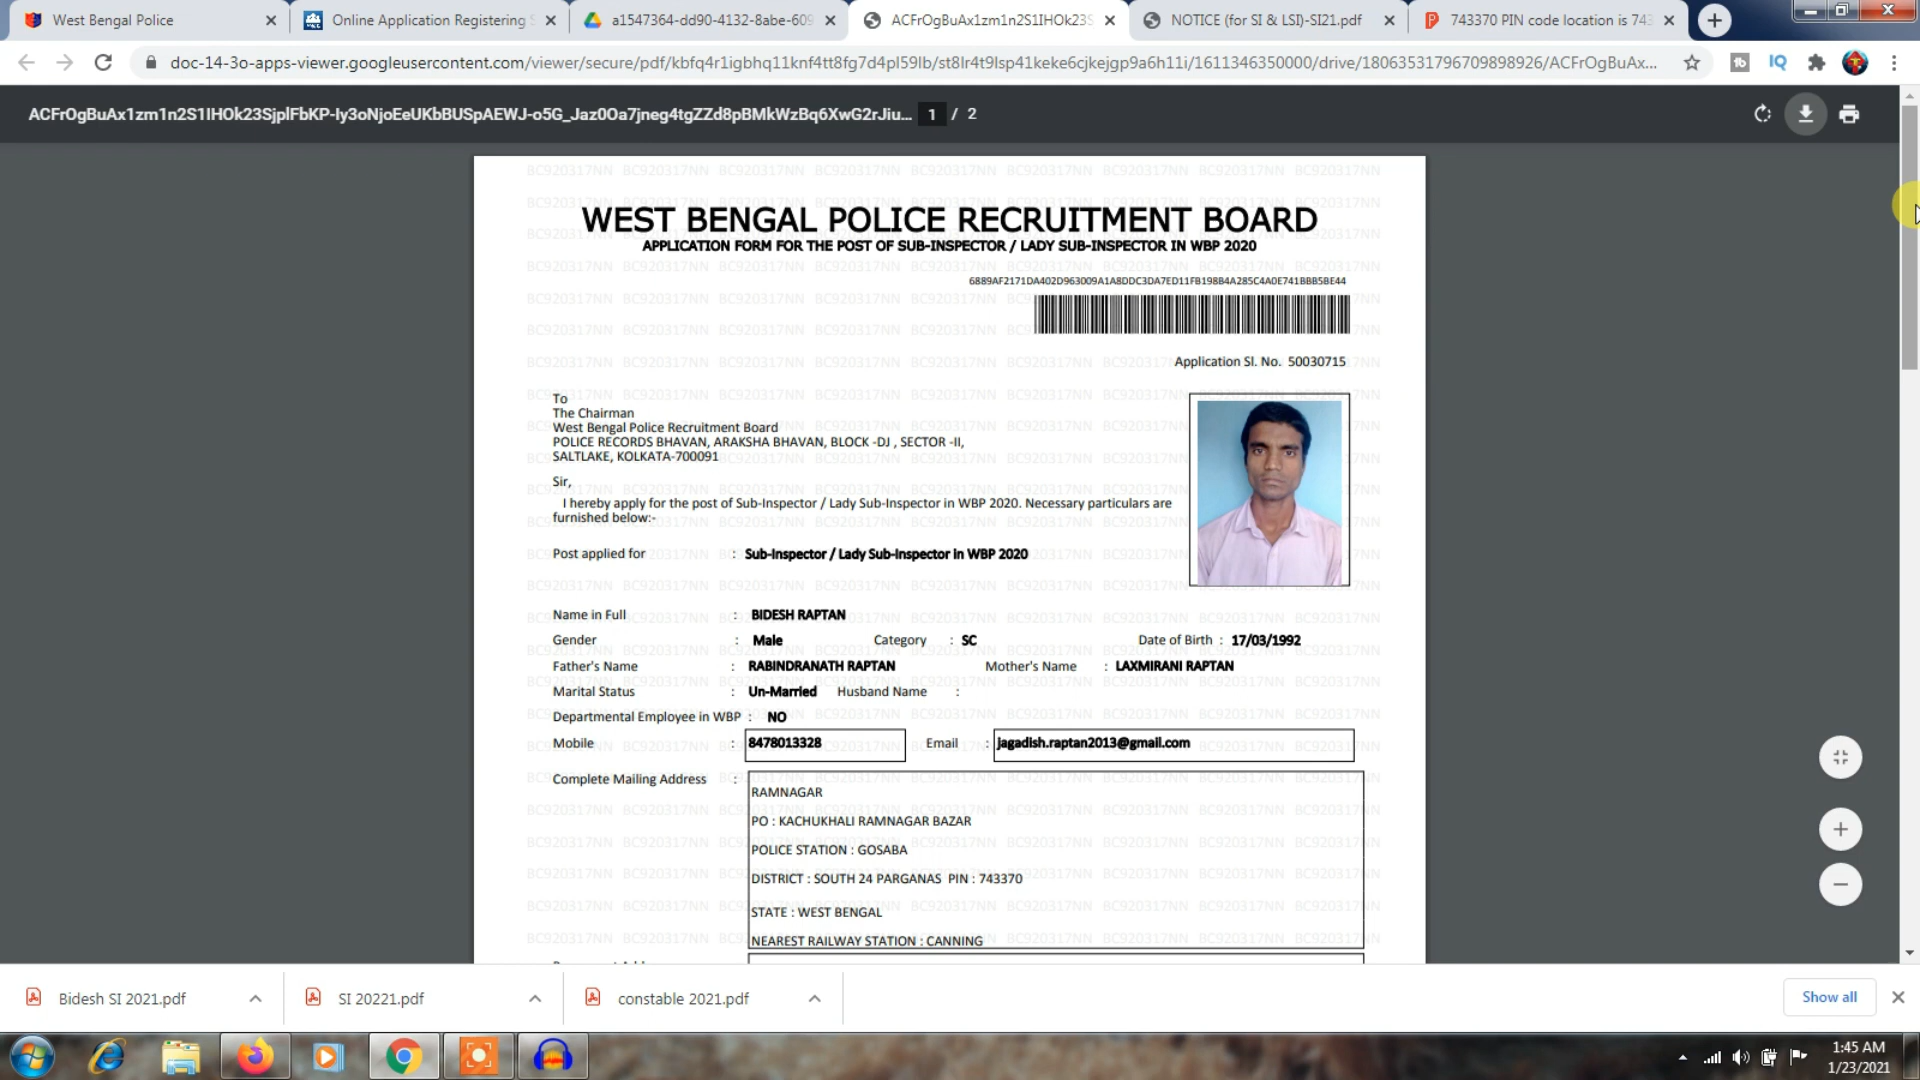 West Bengal Police
Online Application Registering S
a1547364-dd90-4132-8abe-609
ACFrOgBuAx1zm1n2S1IHOk23S
NOTICE (for SI & LSI)-SI21.pdf
743370 PIN code location is 743
doc-14-3o-apps-viewer.googleusercontent.com/viewer/secure/pdf/kbfq4r1igbhq11knf4tt8fg7d4pl59lb/st8lr4t9lsp41keke6cjkejgp9a6h11i/1611346350000/drive/18063531796709898926/ACFrOgBuAx...
ACFrOgBuAx1zm1n2S1IHOk23SjplFbKP-Iy3oNjoEeUKbBUSpAEWJ-o5G_Jaz0Oa7jneg4tgZZd8pBMkWzBq6XwG2rJiu... 1 / 2
WEST BENGAL POLICE RECRUITMENT BOARD
APPLICATION FORM FOR THE POST OF SUB-INSPECTOR / LADY SUB-INSPECTOR IN WBP 2020
6889AF2171DA402D963009A1A8DDC3DA7ED11FB198B4A285C4A0E741BBB5BE44
Application Sl. No. 50030715
To
The Chairman
West Bengal Police Recruitment Board
POLICE RECORDS BHAVAN, ARAKSHA BHAVAN, BLOCK -DJ , SECTOR -II,
SALTLAKE, KOLKATA-700091
Sir,
I hereby apply for the post of Sub-Inspector / Lady Sub-Inspector in WBP 2020. Necessary particulars are
furnished below:-
Post applied for : Sub-Inspector / Lady Sub-Inspector in WBP 2020
Name in Full : BIDESH RAPTAN
Gender : Male Category : SC Date of Birth : 17/03/1992
Father's Name : RABINDRANATH RAPTAN Mother's Name : LAXMIRANI RAPTAN
Marital Status : Un-Married Husband Name :
Departmental Employee in WBP : NO
Mobile : 8478013328 Email : jagadish.raptan2013@gmail.com
Complete Mailing Address :
RAMNAGAR
PO : KACHUKHALI RAMNAGAR BAZAR
POLICE STATION : GOSABA
DISTRICT : SOUTH 24 PARGANAS PIN : 743370
STATE : WEST BENGAL
NEAREST RAILWAY STATION : CANNING
Bidesh SI 2021.pdf
SI 20221.pdf
constable 2021.pdf
Show all
1:45 AM
1/23/2021